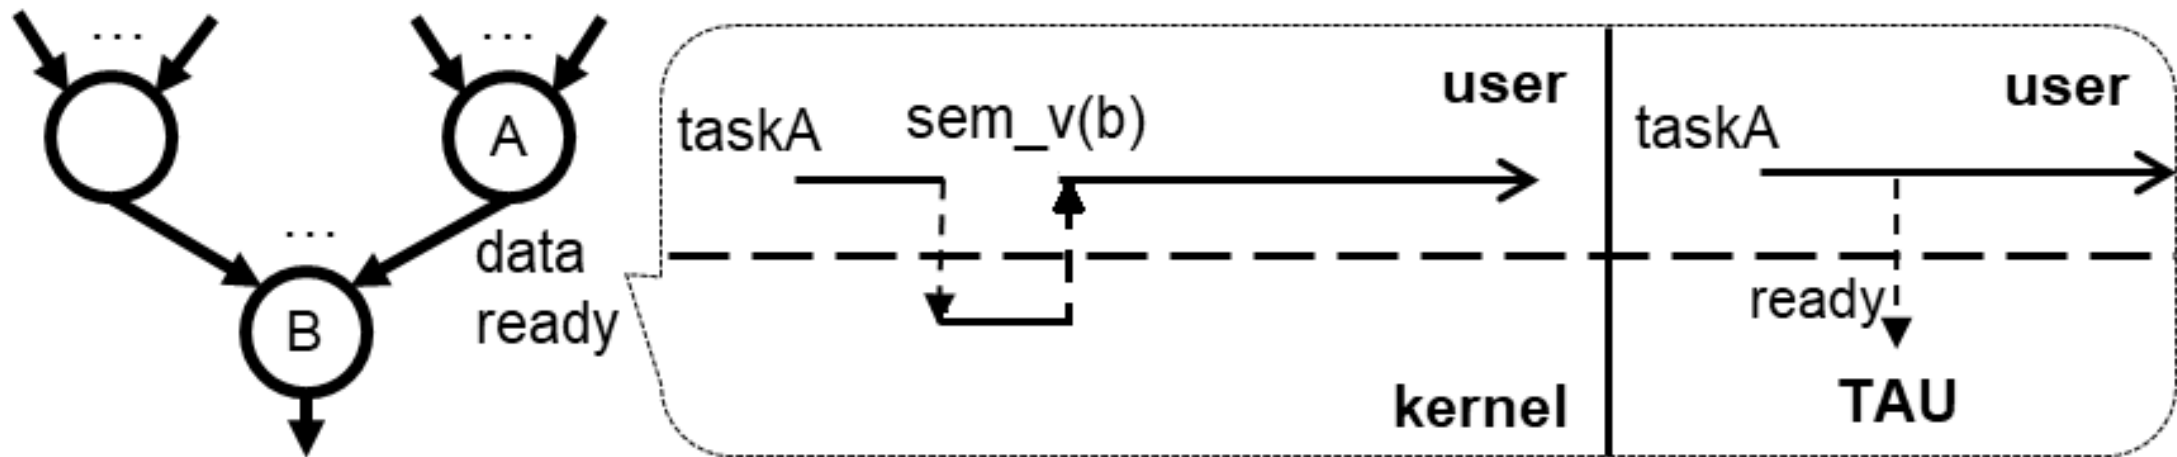 ...
...
A
...
data
ready
B
taskA
sem_v(b)
user
kernel
taskA
user
ready
TAU